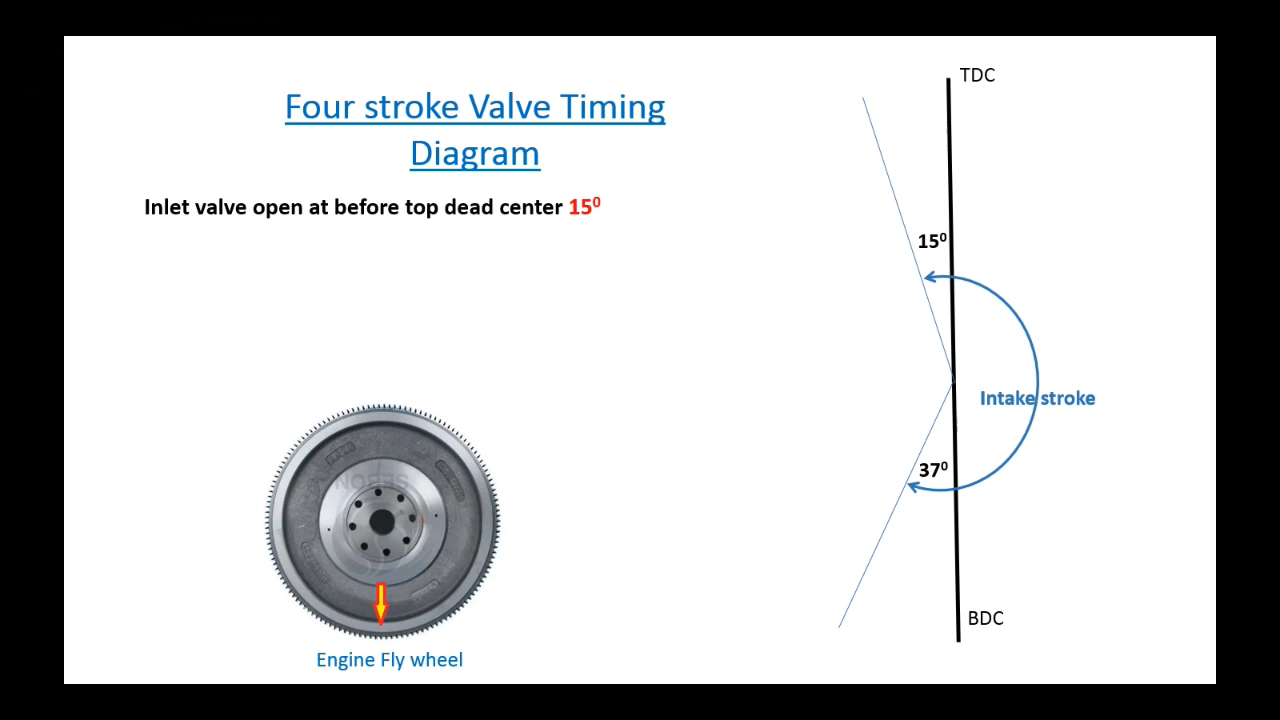 Four stroke Valve Timing
Diagram
Inlet valve open at before top dead center 15⁰
TDC
15⁰
Intake stroke
37⁰
BDC
Engine Fly wheel